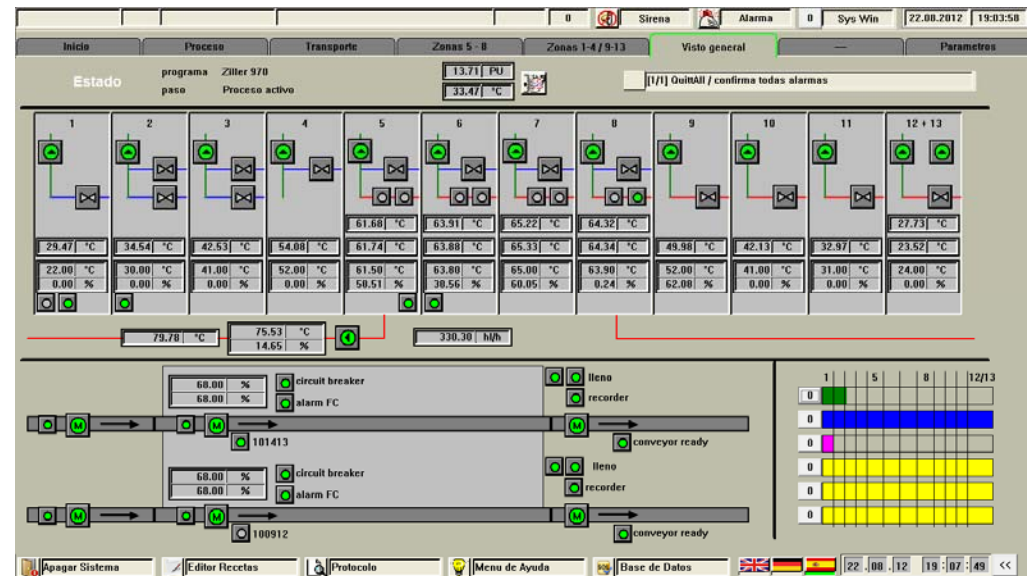 0 Sirena Alarma 0 Sys Win 22.08.2012 19:03:58
Inicio Proceso Transporte Zonas 5 - 8 Zonas 1-4 / 9-13 Visto general — Parametros
Estado
programa Ziller 970
paso Proceso activo
13.71 PU
33.47 °C
[1/1] QuittAll / confirma todas alarmas
1 2 3 4 5 6 7 8 9 10 11 12 + 13
61.68 °C 63.91 °C 65.22 °C 64.32 °C 27.73 °C
29.47 °C 34.54 °C 42.53 °C 54.08 °C 61.74 °C 63.88 °C 65.33 °C 64.34 °C 49.98 °C 42.13 °C 32.97 °C 23.52 °C
22.00 °C 30.00 °C 41.00 °C 52.00 °C 61.50 °C 63.80 °C 65.00 °C 63.90 °C 52.00 °C 41.00 °C 31.00 °C 24.00 °C
0.00 % 0.00 % 0.00 % 0.00 % 50.51 % 38.56 % 60.05 % 0.24 % 62.08 % 0.00 % 0.00 % 0.00 %
79.78 °C
75.53 °C
14.65 %
330.30 hl/h
68.00 %
68.00 %
circuit breaker
alarm FC
lleno
recorder
M M M
101413
conveyor ready
68.00 %
68.00 %
circuit breaker
alarm FC
lleno
recorder
M M M
100912
conveyor ready
1 5 8 12/13
0
0
0
0
0
0
Apagar Sistema Editor Recetas Protocolo Menu de Ayuda Base de Datos 22 .08 .12 19 : 07 : 49 <<